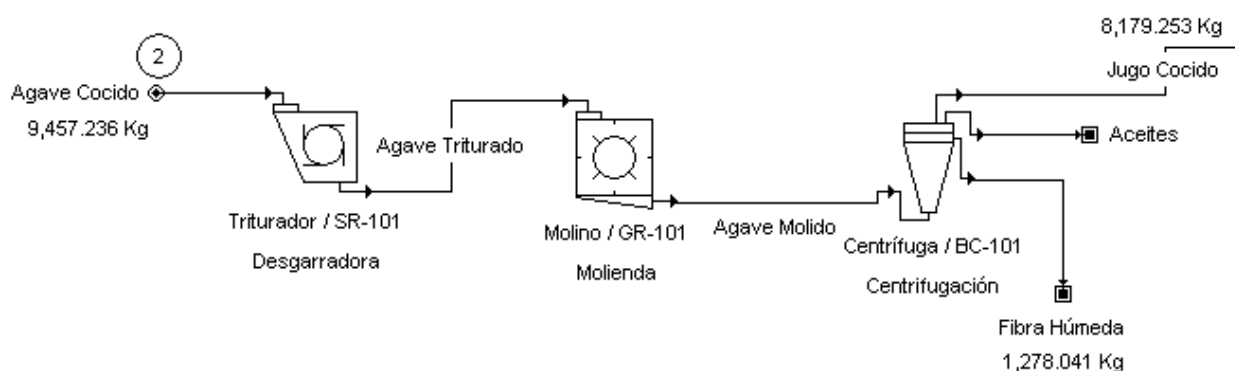 8,179.253 Kg
2
Jugo Cocido
Agave Cocido
9,457.236 Kg
Agave Triturado
Aceites
Triturador / SR-101
Desgarradora
Molino / GR-101
Molienda
Agave Molido
Centrífuga / BC-101
Centrifugación
Fibra Húmeda
1,278.041 Kg